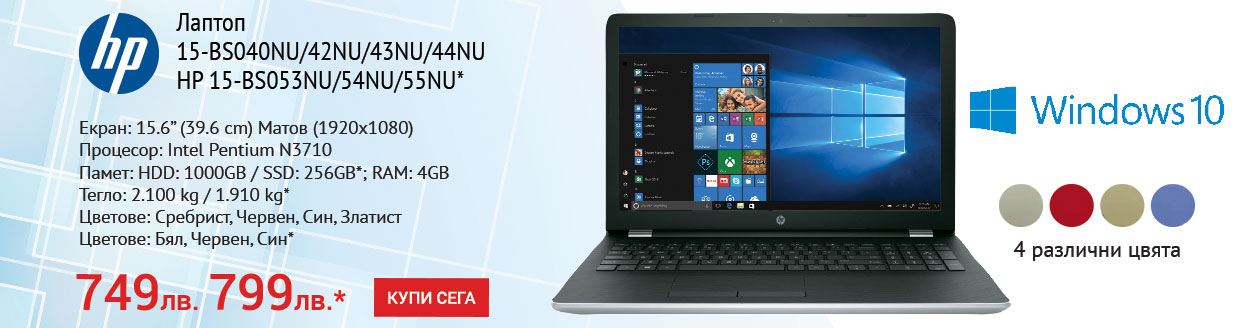 hp
Лаптоп
15-BS040NU/42NU/43NU/44NU
HP 15-BS053NU/54NU/55NU*
Екран: 15.6” (39.6 cm) Матов (1920x1080)
Процесор: Intel Pentium N3710
Памет: HDD: 1000GB / SSD: 256GB*; RAM: 4GB
Тегло: 2.100 kg / 1.910 kg*
Цветове: Сребрист, Червен, Син, Златист
Цветове: Бял, Червен, Син*
749лв. 799лв.*
КУПИ СЕГА
Windows 10
4 различни цвята